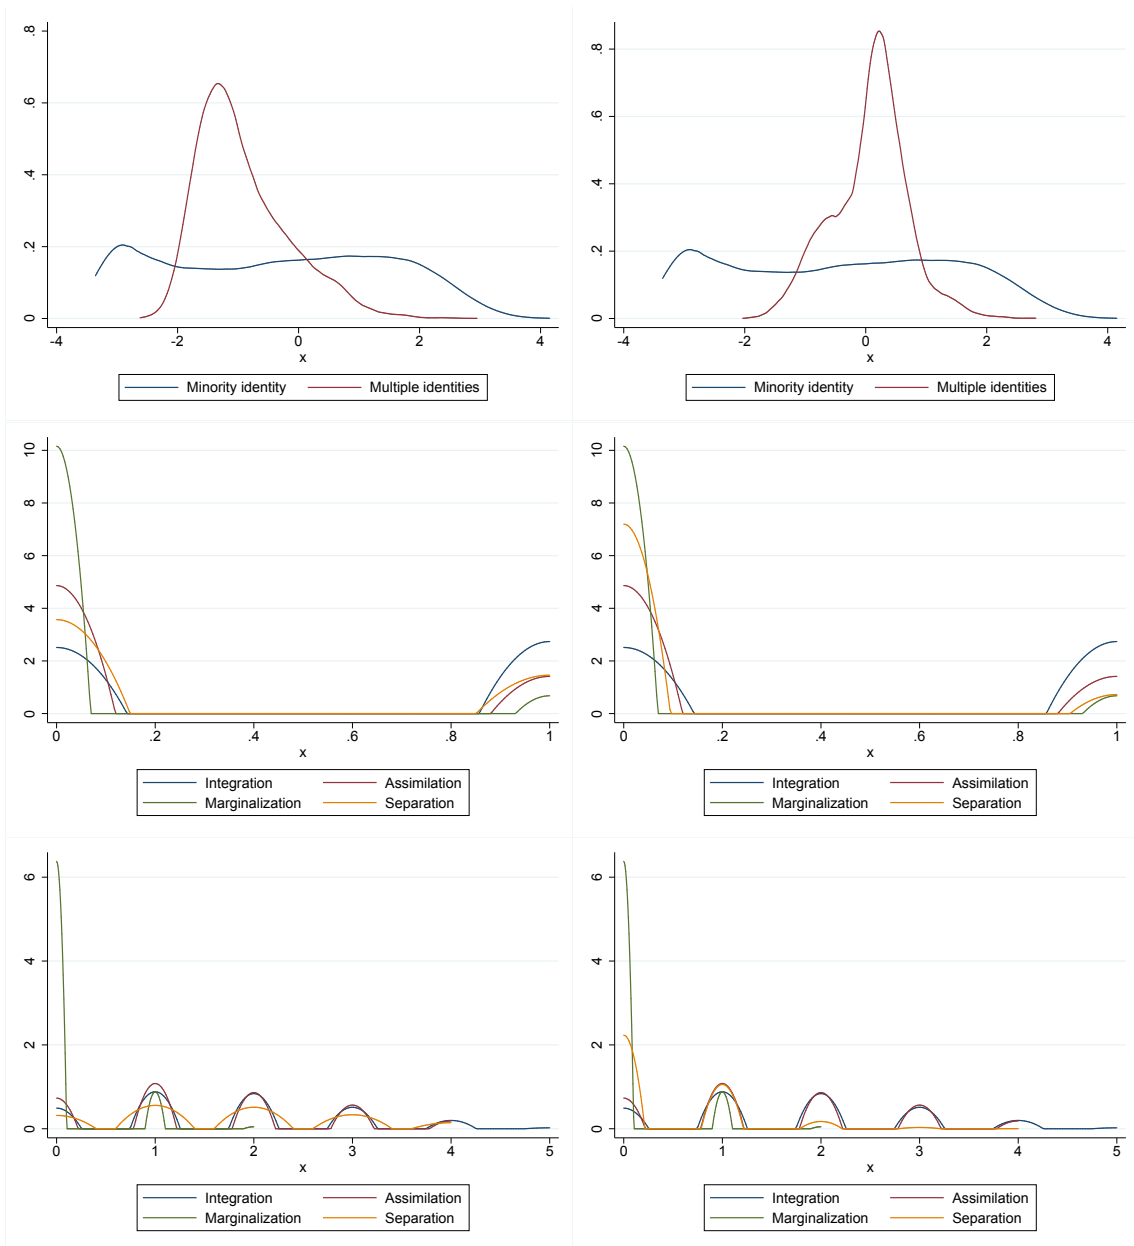 .8
.6
.4
.2
0
-4 -2 0 2 4
x
Minority identity Multiple identities
.8
.6
.4
.2
0
-4 -2 0 2 4
x
Minority identity Multiple identities
10
8
6
4
2
0
0 .2 .4 .6 .8 1
x
Integration Assimilation
Marginalization Separation
10
8
6
4
2
0
0 .2 .4 .6 .8 1
x
Integration Assimilation
Marginalization Separation
6
4
2
0
0 1 2 3 4 5
x
Integration Assimilation
Marginalization Separation
6
4
2
0
0 1 2 3 4 5
x
Integration Assimilation
Marginalization Separation